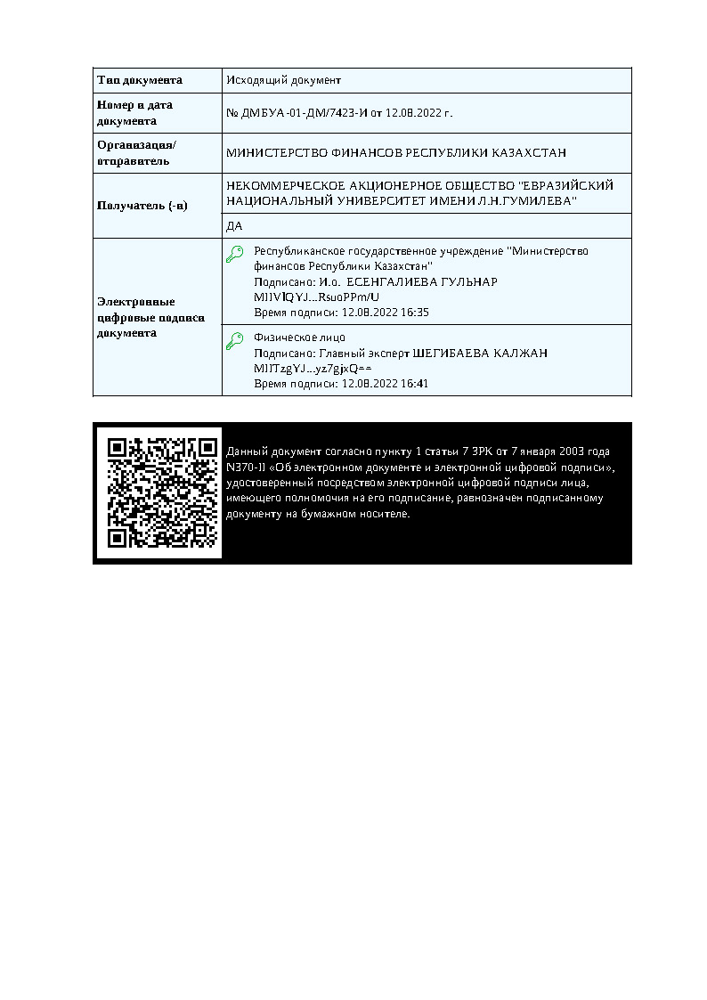 Тип документа
Исходящий документ
Номер и дата
документа
№ ДМБУА-01-ДМ/7423-И от 12.08.2022 г.
Организация/
отправитель
МИНИСТЕРСТВО ФИНАНСОВ РЕСПУБЛИКИ КАЗАХСТАН
Получатель (-и)
НЕКОММЕРЧЕСКОЕ АКЦИОНЕРНОЕ ОБЩЕСТВО "ЕВРАЗИЙСКИЙ
НАЦИОНАЛЬНЫЙ УНИВЕРСИТЕТ ИМЕНИ Л.Н.ГУМИЛЕВА"
ДА
Электронные
цифровые подписи
документа
Республиканское государственное учреждение "Министерство
финансов Республики Казахстан"
Подписано: И.о. ЕСЕНГАЛИЕВА ГУЛЬНАР
MIIVlQYJ...RsuoPPm/U
Время подписи: 12.08.2022 16:35
Физическое лицо
Подписано: Главный эксперт ШЕГИБАЕВА КАЛЖАН
MIITzgYJ...yz7gjxQ==
Время подписи: 12.08.2022 16:41
Данный документ согласно пункту 1 статьи 7 ЗРК от 7 января 2003 года
N370-II «Об электронном документе и электронной цифровой подписи»,
удостоверенный посредством электронной цифровой подписи лица,
имеющего полномочия на его подписание, равнозначен подписанному
документу на бумажном носителе.